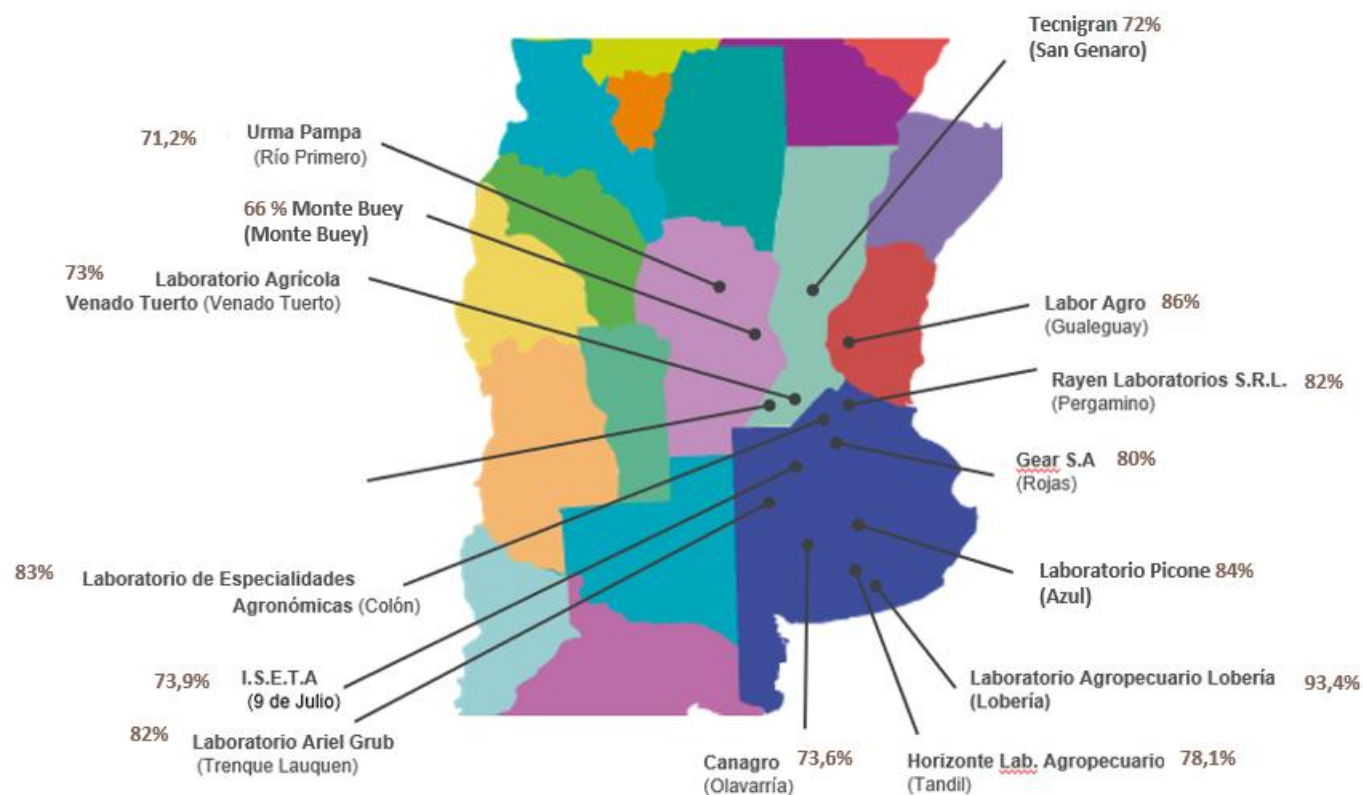 Tecnigran 72%
(San Genaro)
71,2% Urma Pampa
(Río Primero)
66 % Monte Buey
(Monte Buey)
73% Laboratorio Agrícola
Venado Tuerto (Venado Tuerto)
Labor Agro 86%
(Gualeguay)
Rayen Laboratorios S.R.L. 82%
(Pergamino)
Gear S.A 80%
(Rojas)
83% Laboratorio de Especialidades
Agronómicas (Colón)
Laboratorio Picone 84%
(Azul)
73,9% I.S.E.T.A
(9 de Julio)
Laboratorio Agropecuario Lobería 93,4%
(Lobería)
82% Laboratorio Ariel Grub
(Trenque Lauquen)
Canagro 73,6%
(Olavarría)
Horizonte Lab. Agropecuario 78,1%
(Tandil)